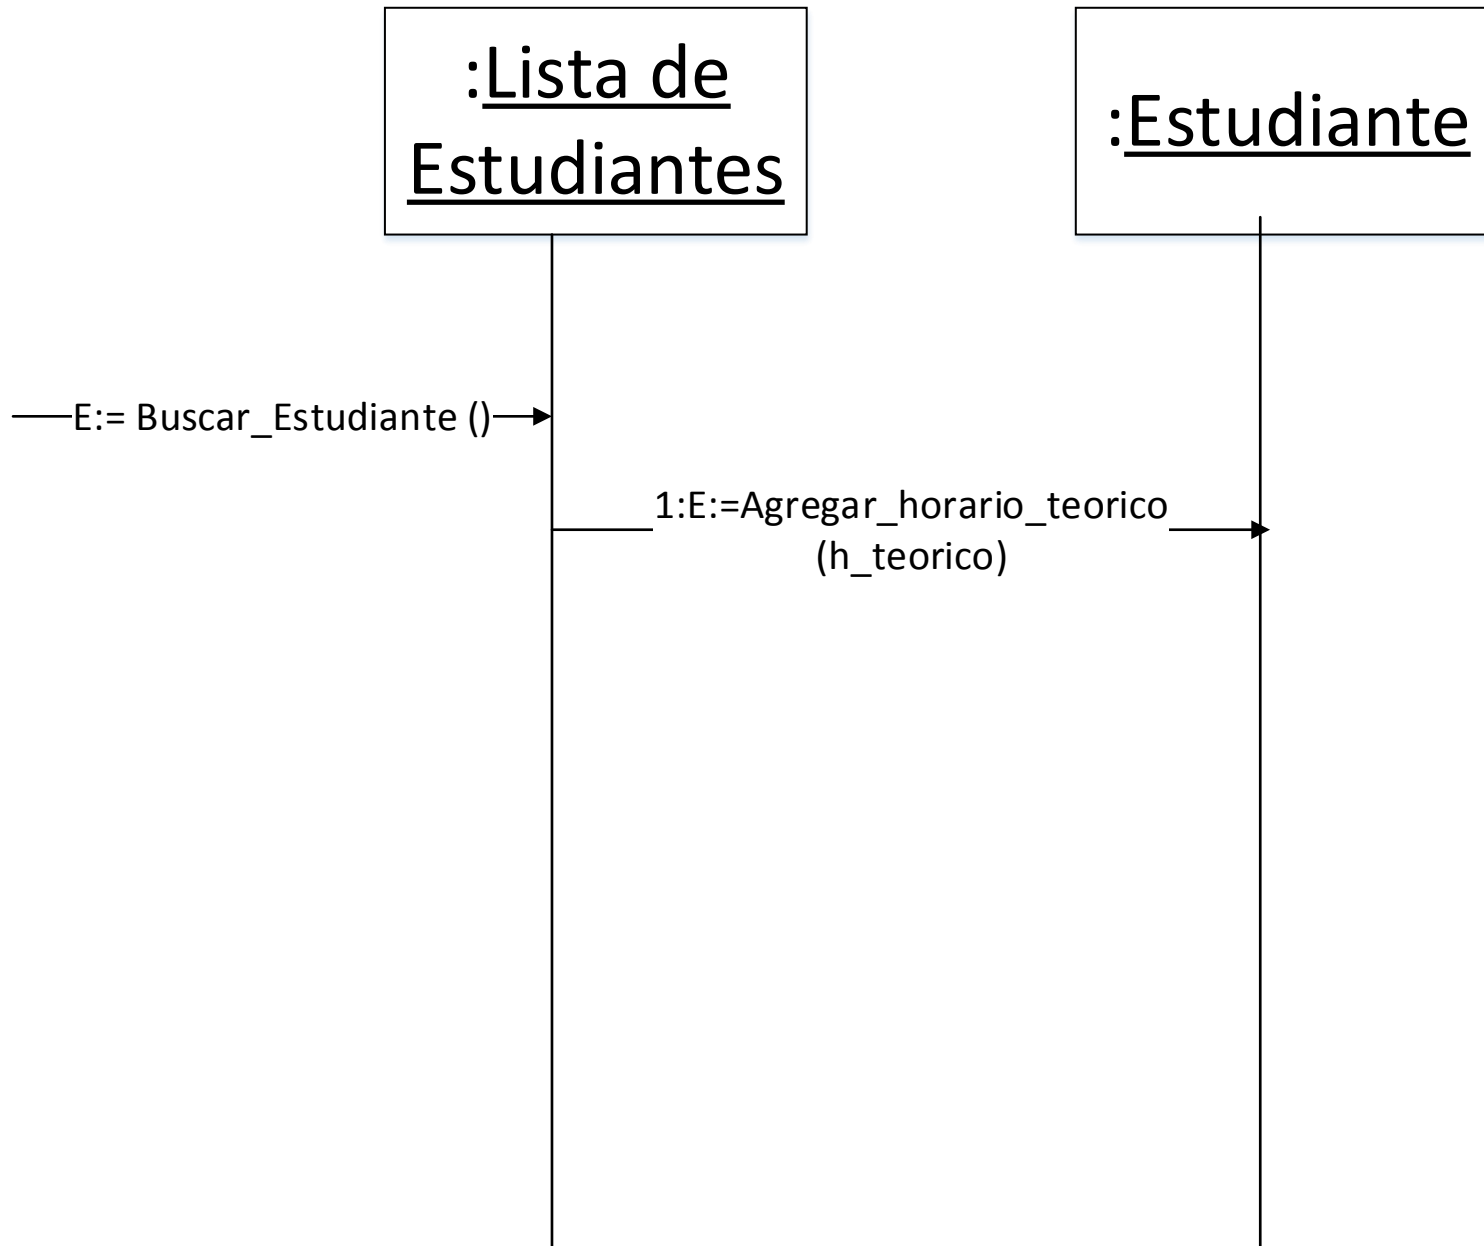 :Lista de
Estudiantes
:Estudiante
E:= Buscar_Estudiante ()
1:E:=Agregar_horario_teorico
(h_teorico)